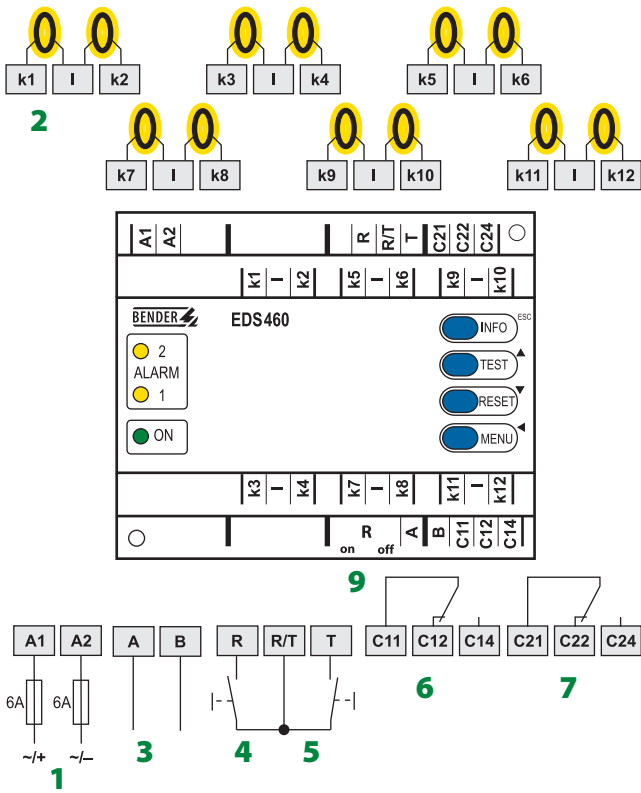 k1 I k2 k3 I k4 k5 I k6
2
k7 I k8 k9 I k10 k11 I k12
A1 A2 R R/T T C21 C22 C24
k1 I k2 k5 I k6 k9 I k10
BENDER EDS460
INFO ESC
2
ALARM
1
TEST
RESET
ON
MENU
k3 I k4 k7 I k8 k11 I k12
R on off A B C11 C12 C14
9
A1 A2 A B R R/T T C11 C12 C14 C21 C22 C24
6 7
6A 6A
3 4 5
~/+ ~/–
1